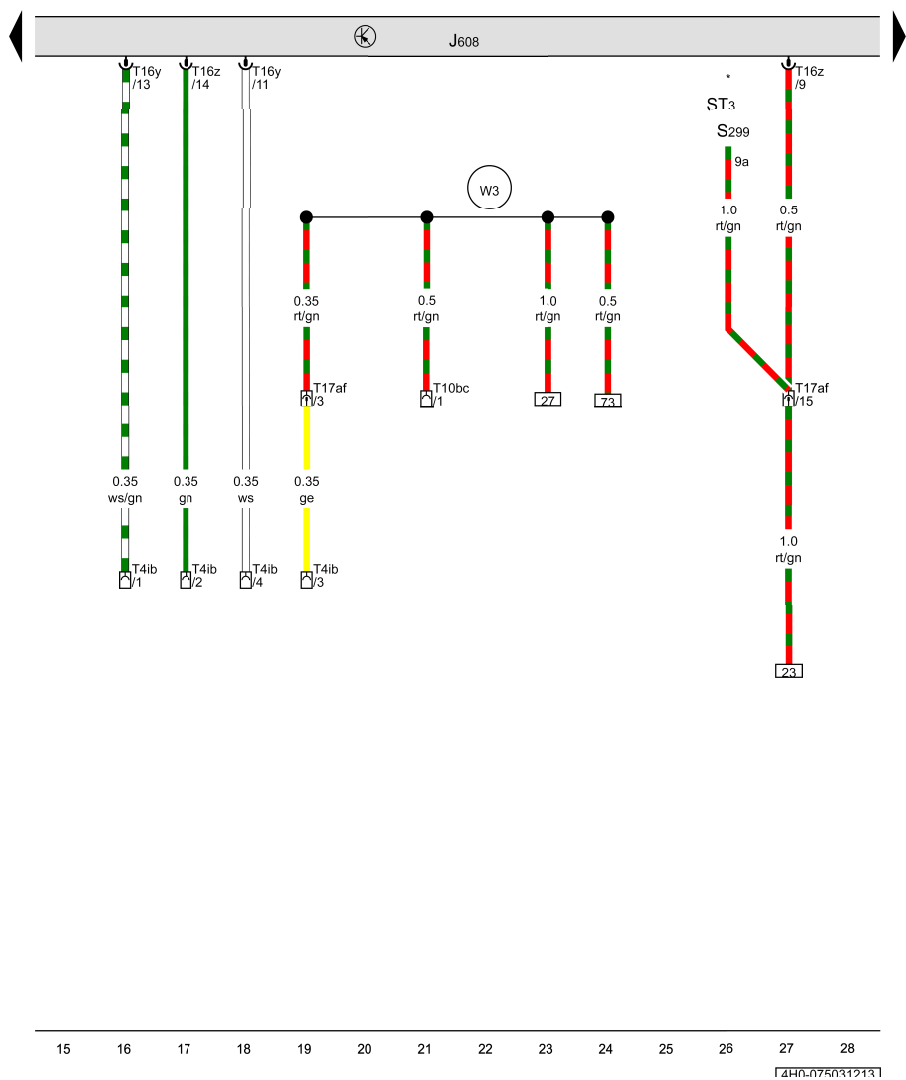 J608
T16y
/13
T16z
/14
T16y
/11
*
ST3
S299
9a
T16z
/9
W3
1.0
rt/gn
0.5
rt/gn
0.35
rt/gn
0.5
rt/gn
1.0
rt/gn
0.5
rt/gn
T17af
/3
T10bc
/1
27
73
T17af
/15
0.35
ws/gn
0.35
gn
0.35
ws
0.35
ge
1.0
rt/gn
T4ib
/1
T4ib
/2
T4ib
/4
T4ib
/3
23
15 16 17 18 19 20 21 22 23 24 25 26 27 28
4H0-075031213